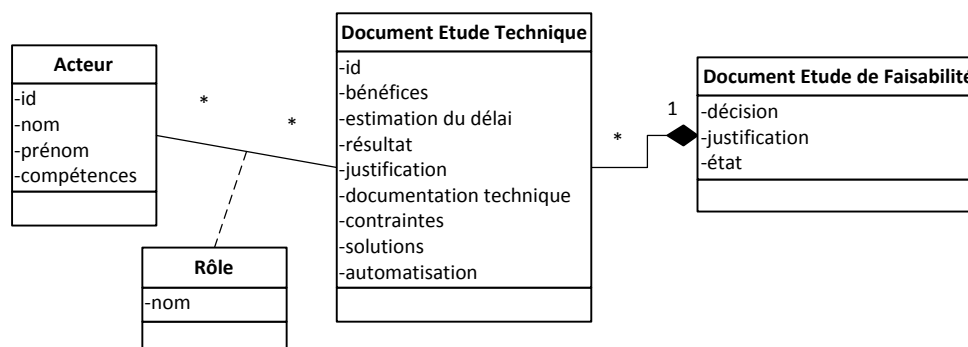 Acteur
-id
-nom
-prénom
-compétences
*
*
Rôle
-nom
Document Etude Technique
-id
-bénéfices
-estimation du délai
-résultat
-justification
-documentation technique
-contraintes
-solutions
-automatisation
*
1
Document Etude de Faisabilité
-décision
-justification
-état